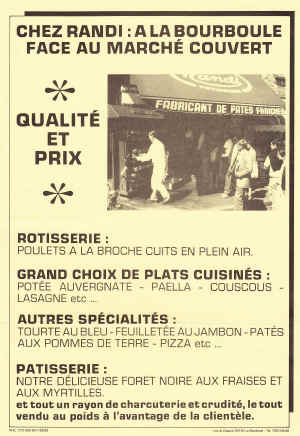 CHEZ RANDI : A LA BOURBOULE
FACE AU MARCHÉ COUVERT
QUALITÉ
ET
PRIX
Randi
FABRICANT DE PATES FRAICHES
ROTISSERIE :
POULETS A LA BROCHE CUITS EN PLEIN AIR.
GRAND CHOIX DE PLATS CUISINÉS :
POTÉE AUVERGNATE - PAELLA - COUSCOUS -
LASAGNE etc ...
AUTRES SPÉCIALITÉS :
TOURTE AU BLEU - FEUILLETÉE AU JAMBON - PATÉS
AUX POMMES DE TERRE - PIZZA etc ...
PATISSERIE :
NOTRE DÉLICIEUSE FORET NOIRE AUX FRAISES ET
AUX MYRTILLES.
et tout un rayon de charcuterie et crudité, le tout
vendu au poids à l'avantage de la clientèle.